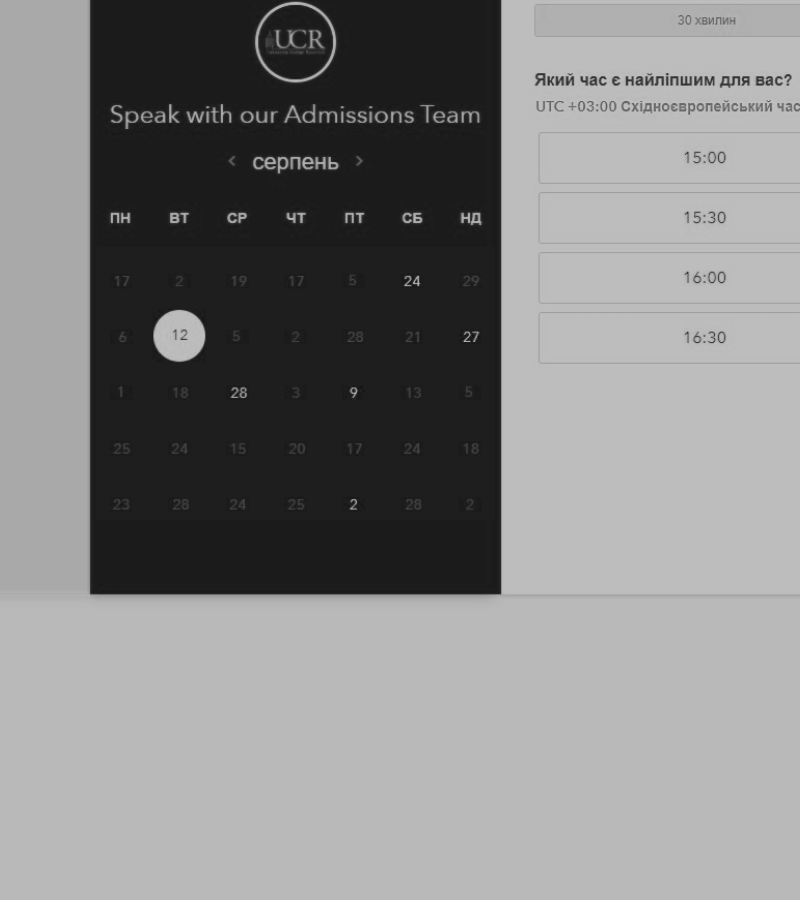 UCR
Speak with our Admissions Team
серпень
ПН ВТ СР ЧТ ПТ СБ НД
17 2 19 17 5 24 29
6 12 5 2 28 21 27
1 18 28 3 9 13 5
25 24 15 20 17 24 18
23 28 24 25 2 28 2
30 хвилин
Який час є найліпшим для вас?
UTC +03:00 Східноєвропейський час
15:00
15:30
16:00
16:30